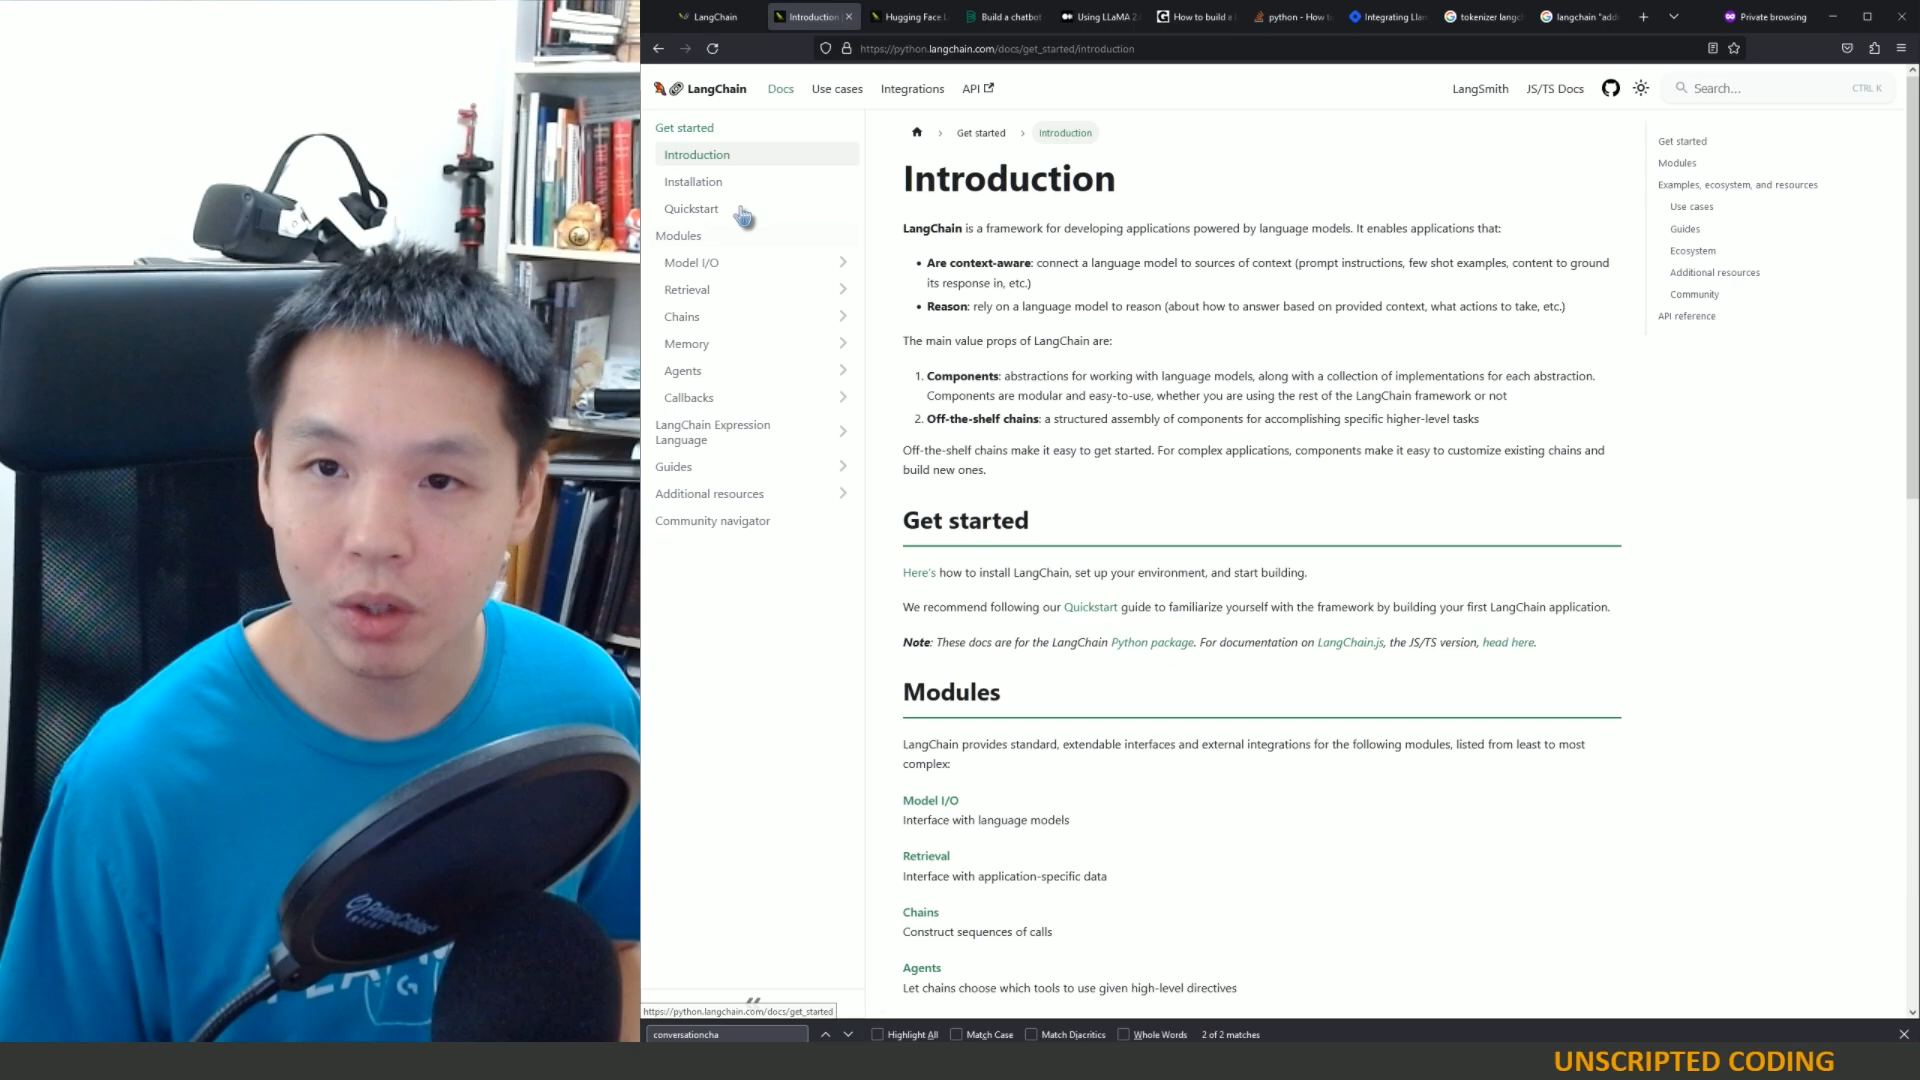 LangChain
Introduction
Hugging Face L
Build a chatbot
Using LLaMA 2.
How to build a
python - How to
Integrating Llam
tokenizer langc
langchain "add
Private browsing
https://python.langchain.com/docs/get_started/introduction
LangChain
Docs
Use cases
Integrations
API
LangSmith
JS/TS Docs
Search...
CTRL K
Get started
Introduction
Installation
Quickstart
Modules
Model I/O
Retrieval
Chains
Memory
Agents
Callbacks
LangChain Expression
Language
Guides
Additional resources
Community navigator
Get started
Introduction
Introduction
LangChain is a framework for developing applications powered by language models. It enables applications that:
• Are context-aware: connect a language model to sources of context (prompt instructions, few shot examples, content to ground
its response in, etc.)
• Reason: rely on a language model to reason (about how to answer based on provided context, what actions to take, etc.)
The main value props of LangChain are:
1. Components: abstractions for working with language models, along with a collection of implementations for each abstraction.
Components are modular and easy-to-use, whether you are using the rest of the LangChain framework or not
2. Off-the-shelf chains: a structured assembly of components for accomplishing specific higher-level tasks
Off-the-shelf chains make it easy to get started. For complex applications, components make it easy to customize existing chains and
build new ones.
Get started
Here's how to install LangChain, set up your environment, and start building.
We recommend following our Quickstart guide to familiarize yourself with the framework by building your first LangChain application.
Note: These docs are for the LangChain Python package. For documentation on LangChain.js, the JS/TS version, head here.
Modules
LangChain provides standard, extendable interfaces and external integrations for the following modules, listed from least to most
complex:
Model I/O
Interface with language models
Retrieval
Interface with application-specific data
Chains
Construct sequences of calls
Agents
Let chains choose which tools to use given high-level directives
Get started
Modules
Examples, ecosystem, and resources
Use cases
Guides
Ecosystem
Additional resources
Community
API reference
https://python.langchain.com/docs/get_started
conversationcha
Highlight All
Match Case
Match Diacritics
Whole Words
2 of 2 matches
PrimeCables
UNSCRIPTED CODING